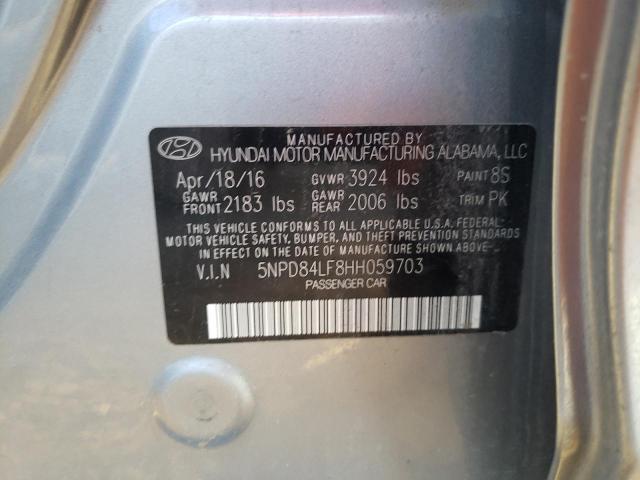 MANUFACTURED BY
HYUNDAI MOTOR MANUFACTURING ALABAMA, LLC
Apr/18/16 GVWR 3924 lbs PAINT 8S
GAWR FRONT 2183 lbs GAWR REAR 2006 lbs TRIM PK
THIS VEHICLE CONFORMS TO ALL APPLICABLE U.S.A. FEDERAL
MOTOR VEHICLE SAFETY, BUMPER, AND THEFT PREVENTION STANDARDS
IN EFFECT ON THE DATE OF MANUFACTURE SHOWN ABOVE.
V.I.N 5NPD84LF8HH059703
PASSENGER CAR